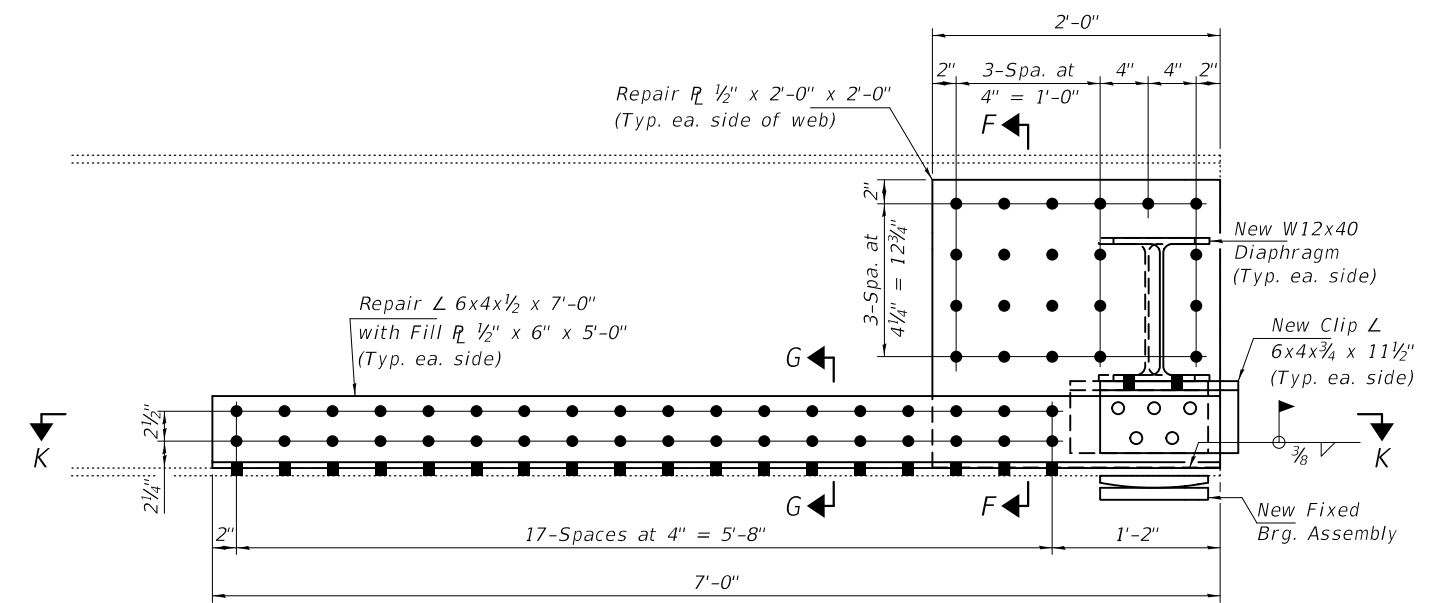 2'-0"
2"
3-Spa. at
4" = 1'-0"
4"
4"
2"
Repair ℄ ½" x 2'-0" x 2'-0"
(Typ. ea. side of web)
F
2"
3-Spa. at
4¼" = 12¾"
New W12x40
Diaphragm
(Typ. ea. side)
Repair ∠ 6x4x½ x 7'-0"
with Fill ℄ ½" x 6" x 5'-0"
(Typ. ea. side)
New Clip ∠
6x4x¾ x 11½"
(Typ. ea. side)
G
2½"
K
K
⅜ V
2¼"
G
F
New Fixed
Brg. Assembly
2"
17-Spaces at 4" = 5'-8"
1'-2"
7'-0"